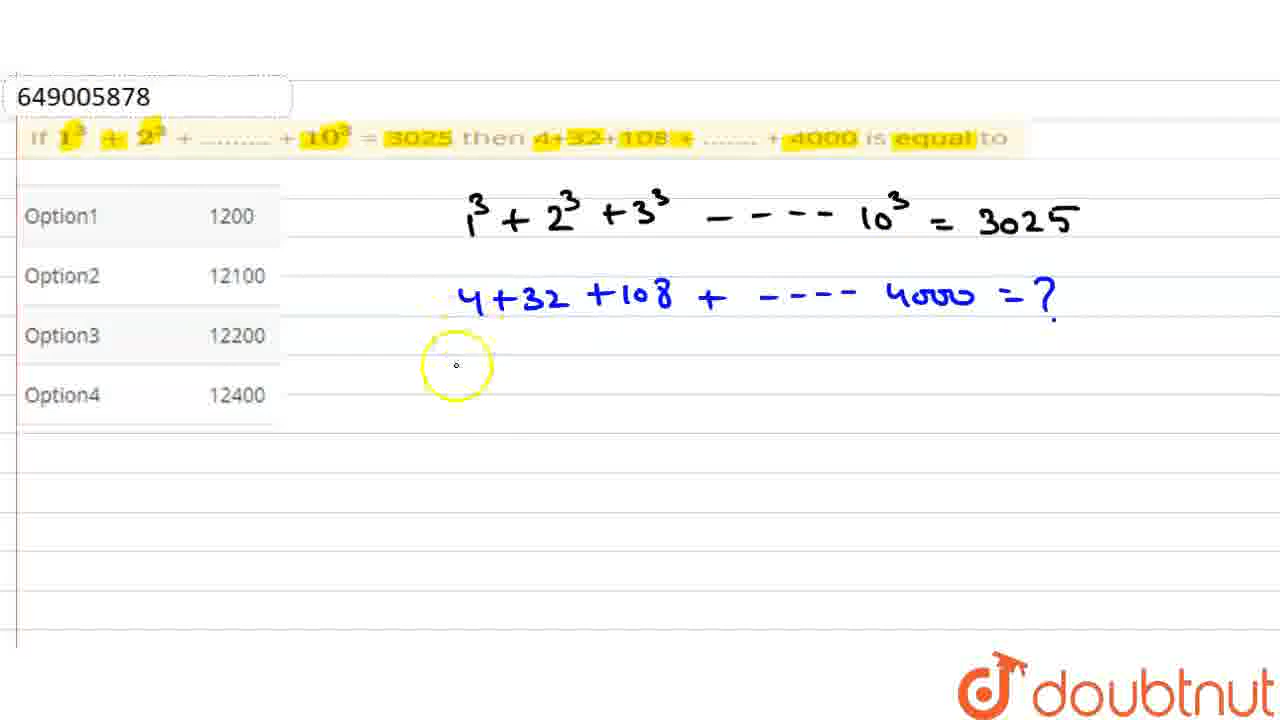 649005878
If 1³ + 2³ + ......... + 10³ = 3025 then 4+32+108 + ....... + 4000 is equal to
Option1 1200
Option2 12100
Option3 12200
Option4 12400
1³ + 2³ + 3³ - - - - 10³ = 3025
4 + 32 + 108 + - - - - 4000 = ?
doubtnut